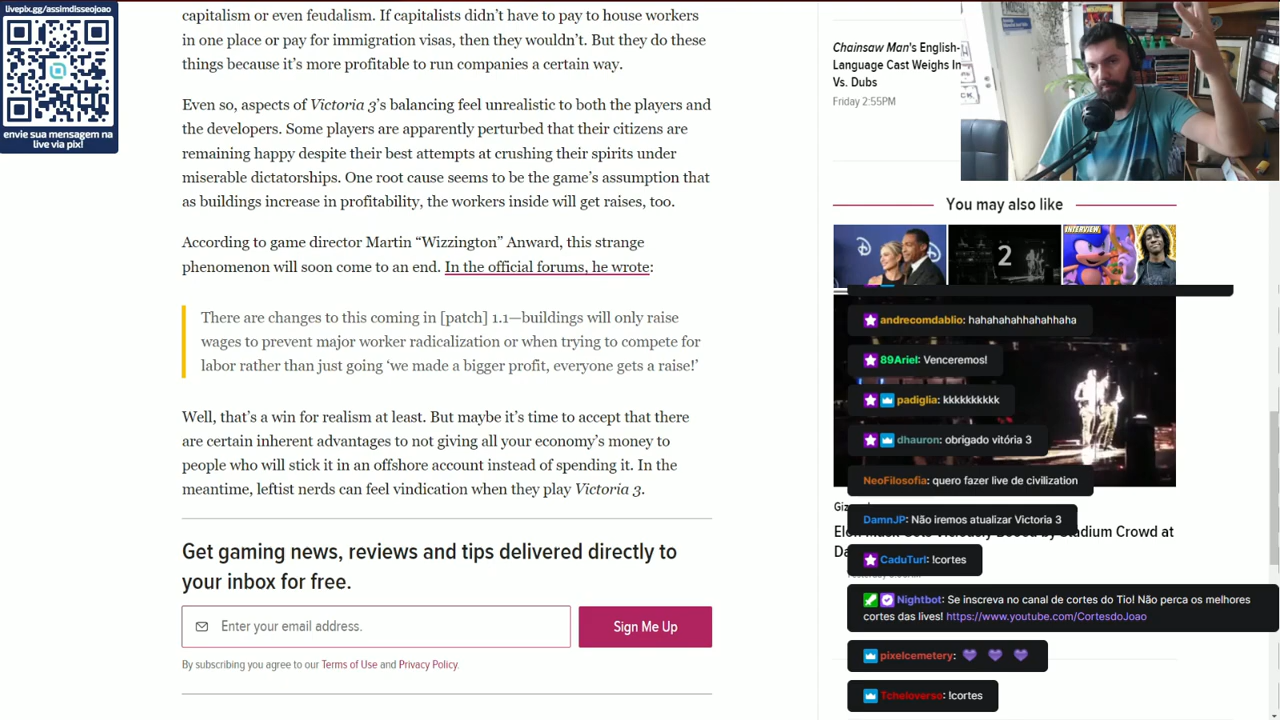 livepix.gg/assimdissejoao
envie sua mensagem na
live via pix!
capitalism or even feudalism. If capitalists didn’t have to pay to house workers
in one place or pay for immigration visas, then they wouldn’t. But they do these
things because it’s more profitable to run companies a certain way.
Even so, aspects of Victoria 3’s balancing feel unrealistic to both the players and
the developers. Some players are apparently perturbed that their citizens are
remaining happy despite their best attempts at crushing their spirits under
miserable dictatorships. One root cause seems to be the game’s assumption that
as buildings increase in profitability, the workers inside will get raises, too.
According to game director Martin “Wizzington” Anward, this strange
phenomenon will soon come to an end. In the official forums, he wrote:
There are changes to this coming in [patch] 1.1—buildings will only raise
wages to prevent major worker radicalization or when trying to compete for
labor rather than just going ‘we made a bigger profit, everyone gets a raise!’
Well, that’s a win for realism at least. But maybe it’s time to accept that there
are certain inherent advantages to not giving all your economy’s money to
people who will stick it in an offshore account instead of spending it. In the
meantime, leftist nerds can feel vindication when they play Victoria 3.
Get gaming news, reviews and tips delivered directly to
your inbox for free.
Enter your email address.
Sign Me Up
By subscribing you agree to our Terms of Use and Privacy Policy.
Chainsaw Man's English-
Language Cast Weighs In
Vs. Dubs
Friday 2:55PM
You may also like
INTERVIEW
2
andrecomdablio: hahahahahhahahhaha
89Ariel: Venceremos!
padiglia: kkkkkkkkkk
dhauron: obrigado vitória 3
NeoFilosofia: quero fazer live de civilization
DamnJP: Não iremos atualizar Victoria 3
Stadium Crowd at
CaduTurl: !cortes
Nightbot: Se inscreva no canal de cortes do Tio! Não perca os melhores
cortes das lives! https://www.youtube.com/CortesdoJoao
pixelcemetery:
Tcheloverso: !cortes